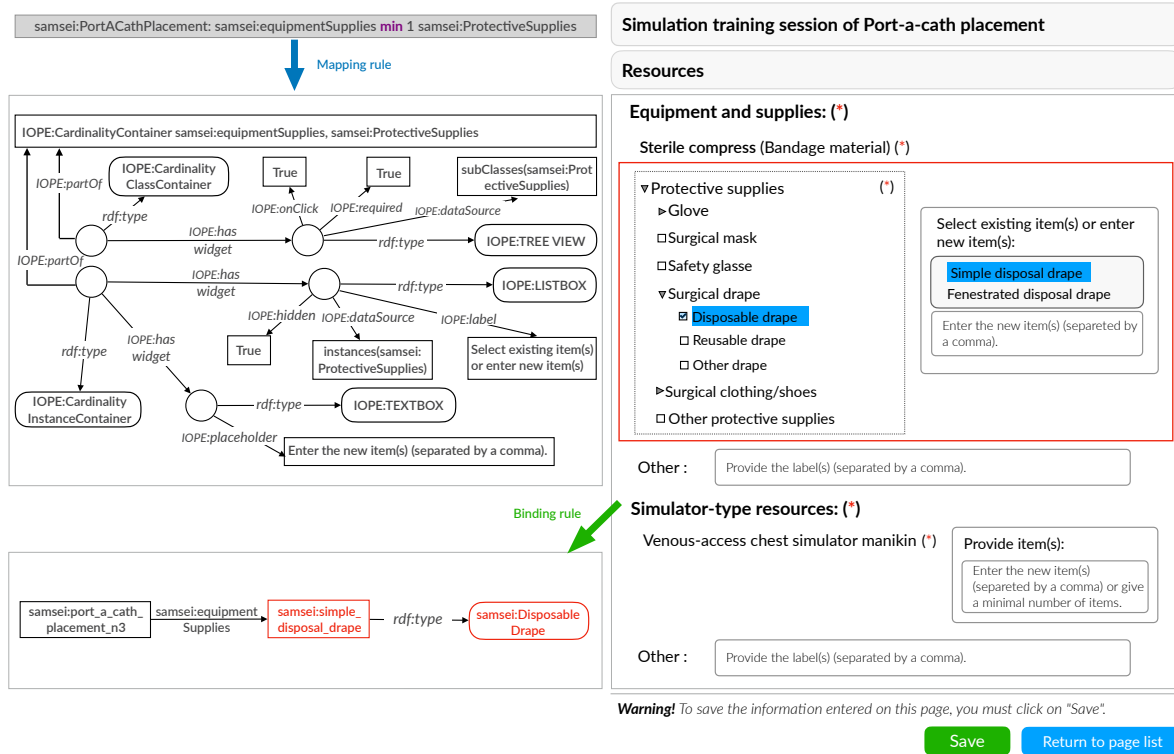 samsei:PortACathPlacement: samsei:equipmentSupplies min 1 samsei:ProtectiveSupplies
Mapping rule
IOPE:CardinalityContainer samsei:equipmentSupplies, samsei:ProtectiveSupplies
IOPE:partOf
IOPE:Cardinality
ClassContainer
True
True
subClasses(samsei:Prot
ectiveSupplies)
rdf:type
IOPE:onClick
IOPE:required
IOPE:dataSource
IOPE:has
widget
rdf:type
IOPE:TREE VIEW
IOPE:partOf
IOPE:has
widget
rdf:type
IOPE:LISTBOX
IOPE:hidden
IOPE:dataSource
IOPE:label
rdf:type
IOPE:has
widget
True
instances(samsei:
ProtectiveSupplies)
Select existing item(s)
or enter new item(s)
IOPE:Cardinality
InstanceContainer
rdf:type
IOPE:TEXTBOX
IOPE:placeholder
Enter the new item(s) (separated by a comma).
Binding rule
samsei:port_a_cath_
placement_n3
samsei:equipment
Supplies
samsei:simple_
disposal_drape
rdf:type
samsei:Disposable
Drape
Simulation training session of Port-a-cath placement
Resources
Equipment and supplies: (*)
Sterile compress (Bandage material) (*)
Protective supplies (*)
Glove
Surgical mask
Safety glasse
Surgical drape
Disposable drape
Reusable drape
Other drape
Surgical clothing/shoes
Other protective supplies
Select existing item(s) or enter
new item(s):
Simple disposal drape
Fenestrated disposal drape
Enter the new item(s) (separeted by
a comma).
Other :
Provide the label(s) (separated by a comma).
Simulator-type resources: (*)
Venous-access chest simulator manikin (*)
Provide item(s):
Enter the new item(s)
(separeted by a comma) or give
a minimal number of items.
Other :
Provide the label(s) (separated by a comma).
Warning! To save the information entered on this page, you must click on "Save".
Save
Return to page list